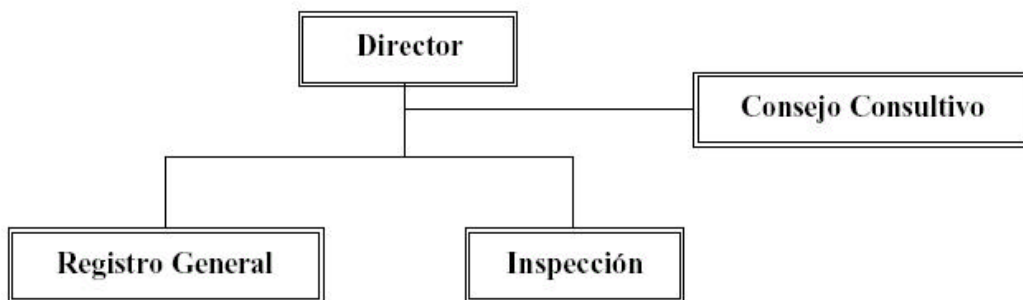 Director
Consejo Consultivo
Registro General
Inspección